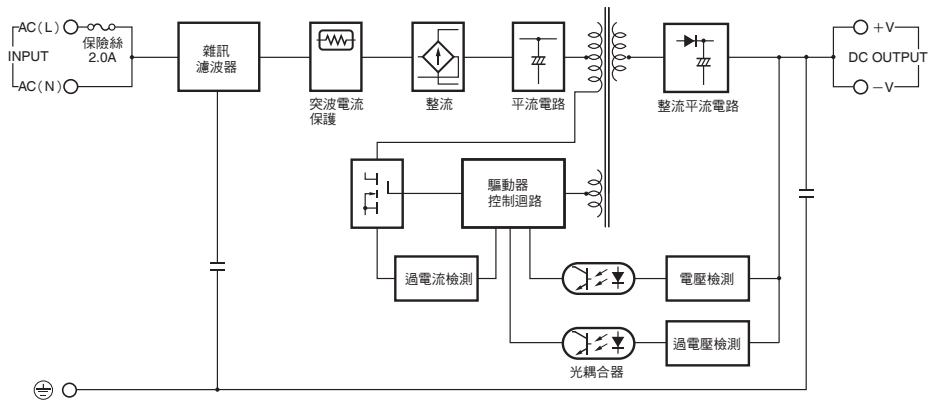 AC(L)
INPUT
AC(N)
保險絲
2.0A
雜訊
濾波器
突波電流
保護
整流
平流電路
整流平流電路
+V
DC OUTPUT
−V
驅動器
控制迴路
過電流檢測
電壓檢測
過電壓檢測
光耦合器